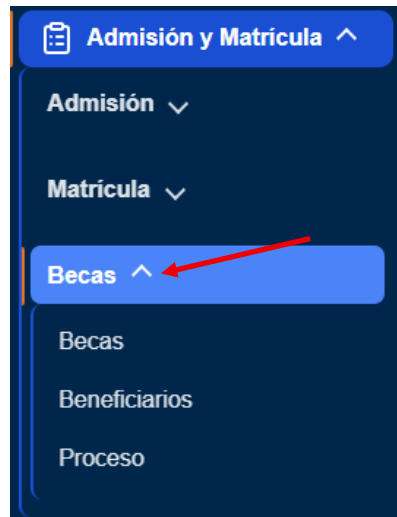 Admisión y Matrícula
Admisión
Matrícula
Becas
Becas
Beneficiarios
Proceso